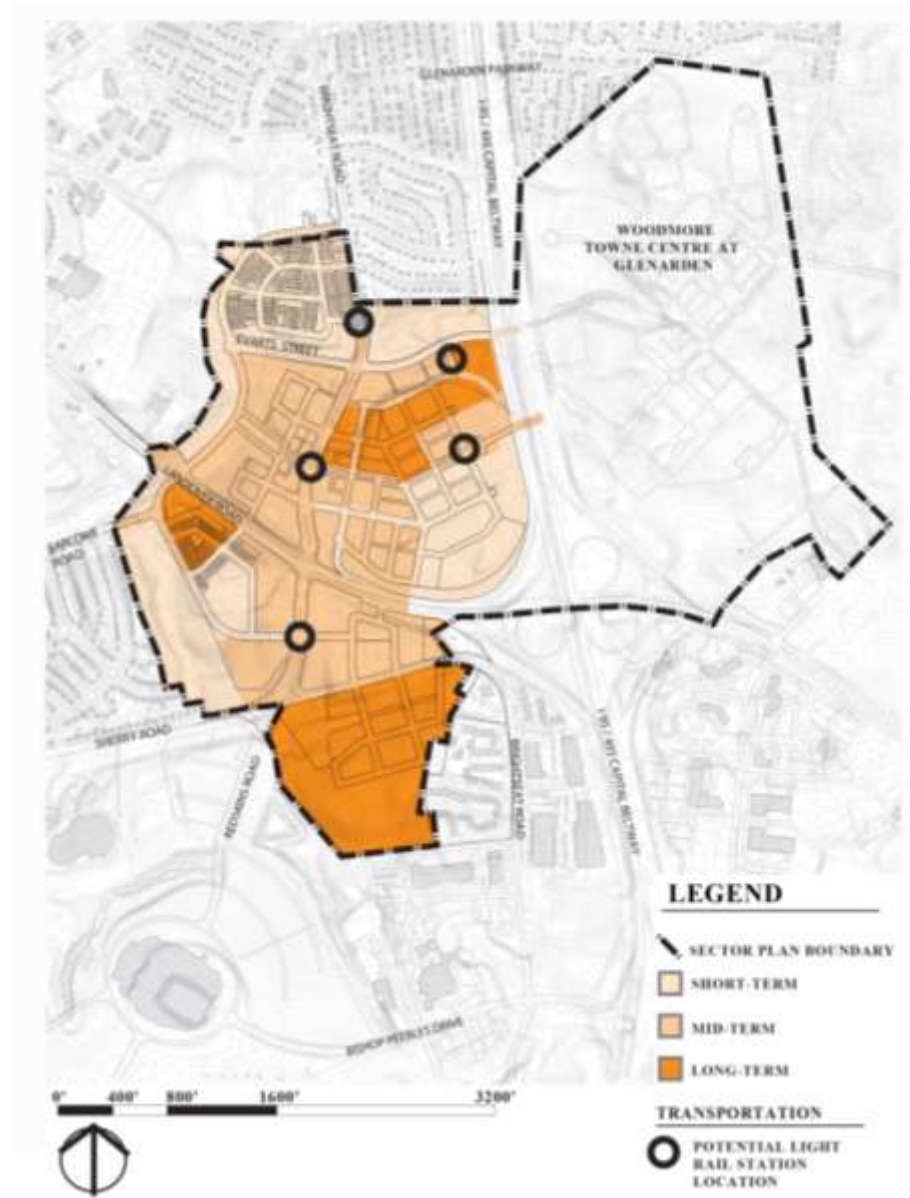 GLENARDEN PARKWAY
BRIGHTSEAT ROAD
I-95 / 495 CAPITAL BELTWAY
WOODMORE
TOWNE CENTRE AT
GLENARDEN
EVARTS STREET
LANDOVER ROAD
BARLOWE
ROAD
SHERIFF ROAD
REDSKINS ROAD
BRIGHTSEAT ROAD
I-95 / 495 CAPITAL BELTWAY
BISHOP PEEBLES DRIVE
LEGEND
SECTOR PLAN BOUNDARY
SHORT-TERM
MID-TERM
LONG-TERM
0' 400' 800' 1600' 3200'
TRANSPORTATION
POTENTIAL LIGHT
RAIL STATION
LOCATION